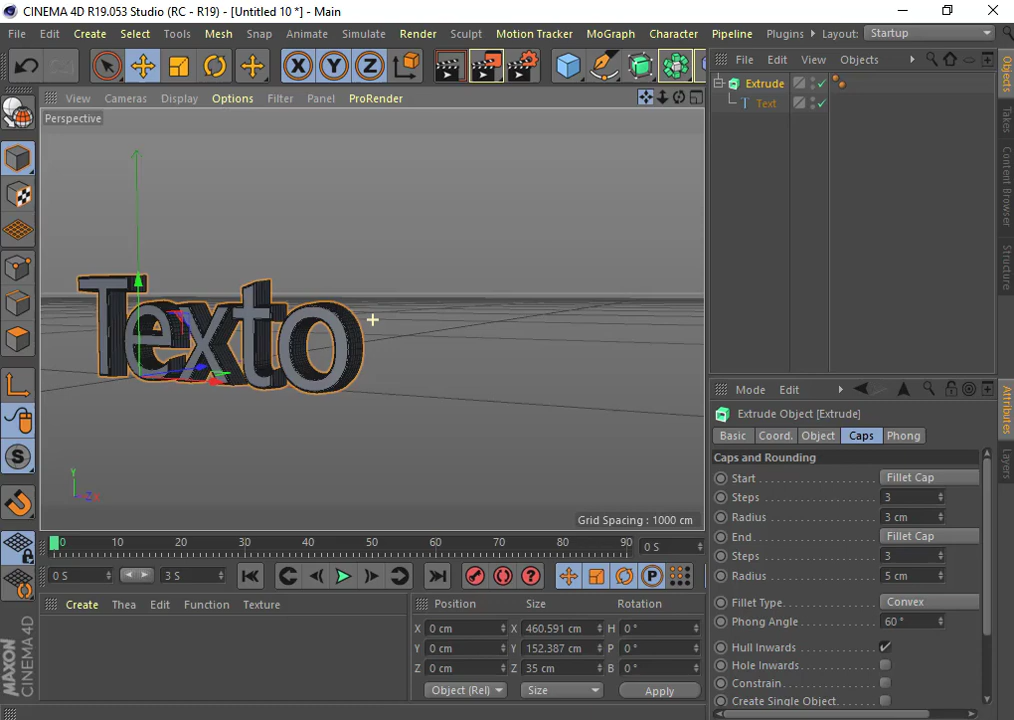 CINEMA 4D R19.053 Studio (RC - R19) - [Untitled 10 *] - Main
File Edit Create Select Tools Mesh Snap Animate Simulate Render Sculpt Motion Tracker MoGraph Character Pipeline Plugins Layout: Startup
X Y Z
File Edit View Objects
Extrude
Text
View Cameras Display Options Filter Panel ProRender
Perspective
Texto
Y
Z
Grid Spacing : 1000 cm
Objects
Takes
Content Browser
Structure
Mode Edit
Extrude Object [Extrude]
Basic Coord. Object Caps Phong
Caps and Rounding
Start Fillet Cap
Steps 3
Radius 3 cm
End Fillet Cap
Steps 3
Radius 5 cm
Fillet Type Convex
Phong Angle 60 °
Hull Inwards
Hole Inwards
Constrain
Create Single Object
Attributes
Layers
S
0 10 20 30 40 50 60 70 80 90 0 S
0 S 3 S
P
Create Thea Edit Function Texture
Position Size Rotation
X 0 cm X 460.591 cm H 0 °
Y 0 cm Y 152.387 cm P 0 °
Z 0 cm Z 35 cm B 0 °
Object (Rel) Size Apply
MAXON CINEMA 4D